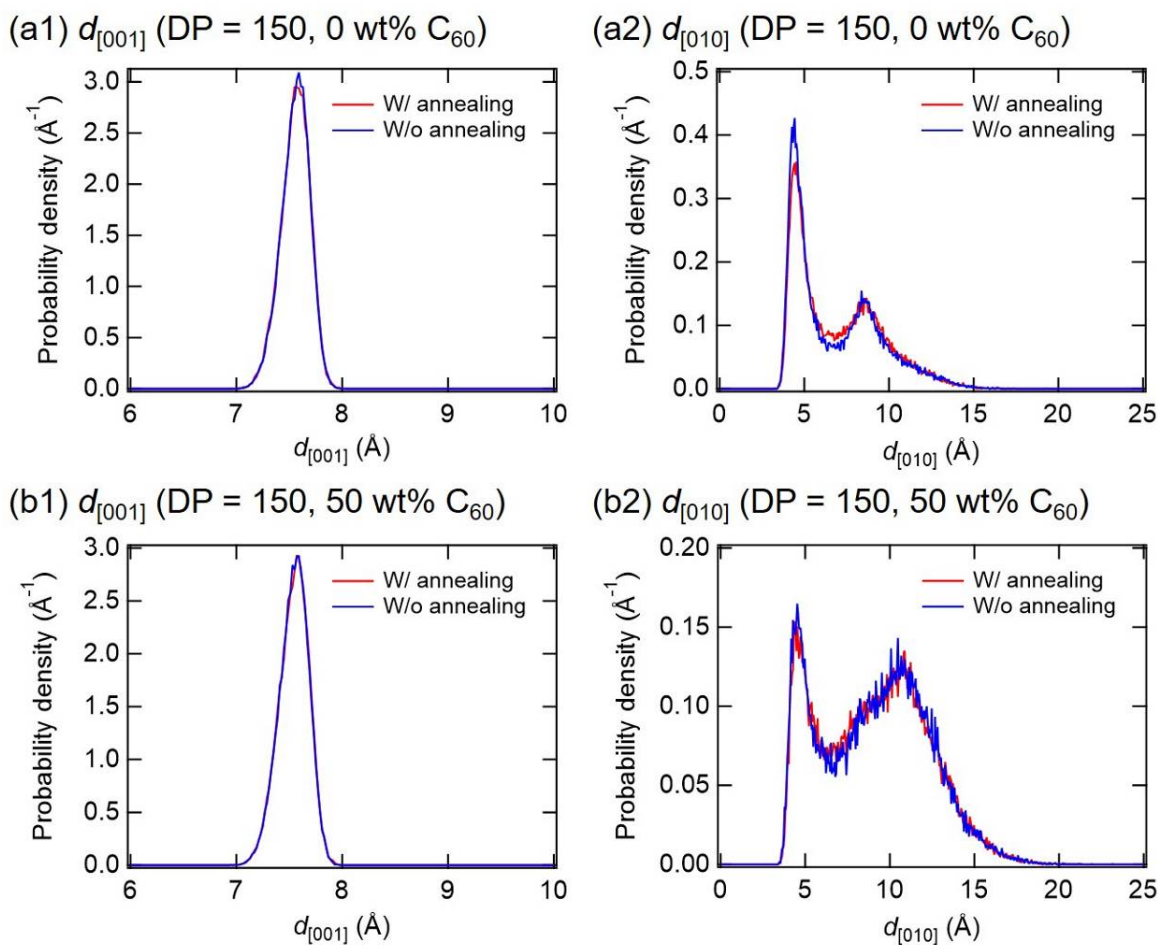 (a1) d[001] (DP = 150, 0 wt% C60)
3.0
2.5
2.0
1.5
1.0
0.5
0.0
Probability density (Å-1)
W/ annealing
W/o annealing
6 7 8 9 10
d[001] (Å)
(a2) d[010] (DP = 150, 0 wt% C60)
0.5
0.4
0.3
0.2
0.1
0.0
Probability density (Å-1)
W/ annealing
W/o annealing
0 5 10 15 20 25
d[010] (Å)
(b1) d[001] (DP = 150, 50 wt% C60)
3.0
2.5
2.0
1.5
1.0
0.5
0.0
Probability density (Å-1)
W/ annealing
W/o annealing
6 7 8 9 10
d[001] (Å)
(b2) d[010] (DP = 150, 50 wt% C60)
0.20
0.15
0.10
0.05
0.00
Probability density (Å-1)
W/ annealing
W/o annealing
0 5 10 15 20 25
d[010] (Å)